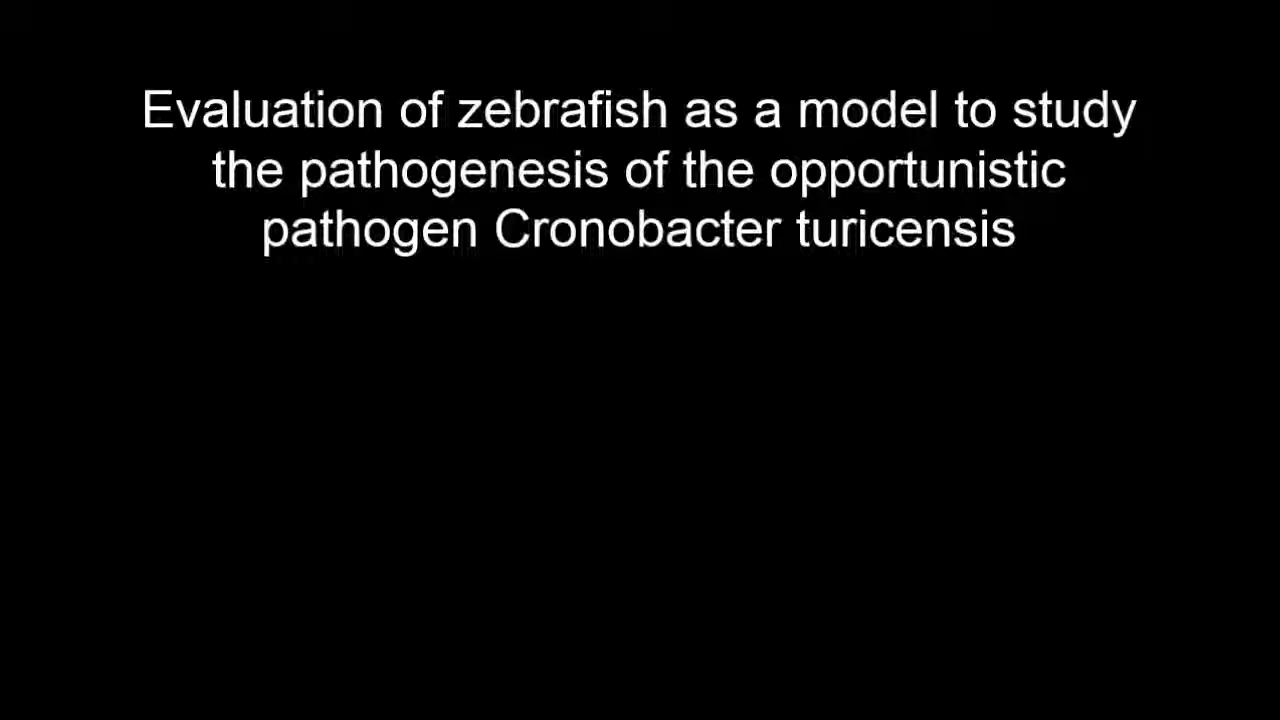 Evaluation of zebrafish as a model to study
the pathogenesis of the opportunistic
pathogen Cronobacter turicensis